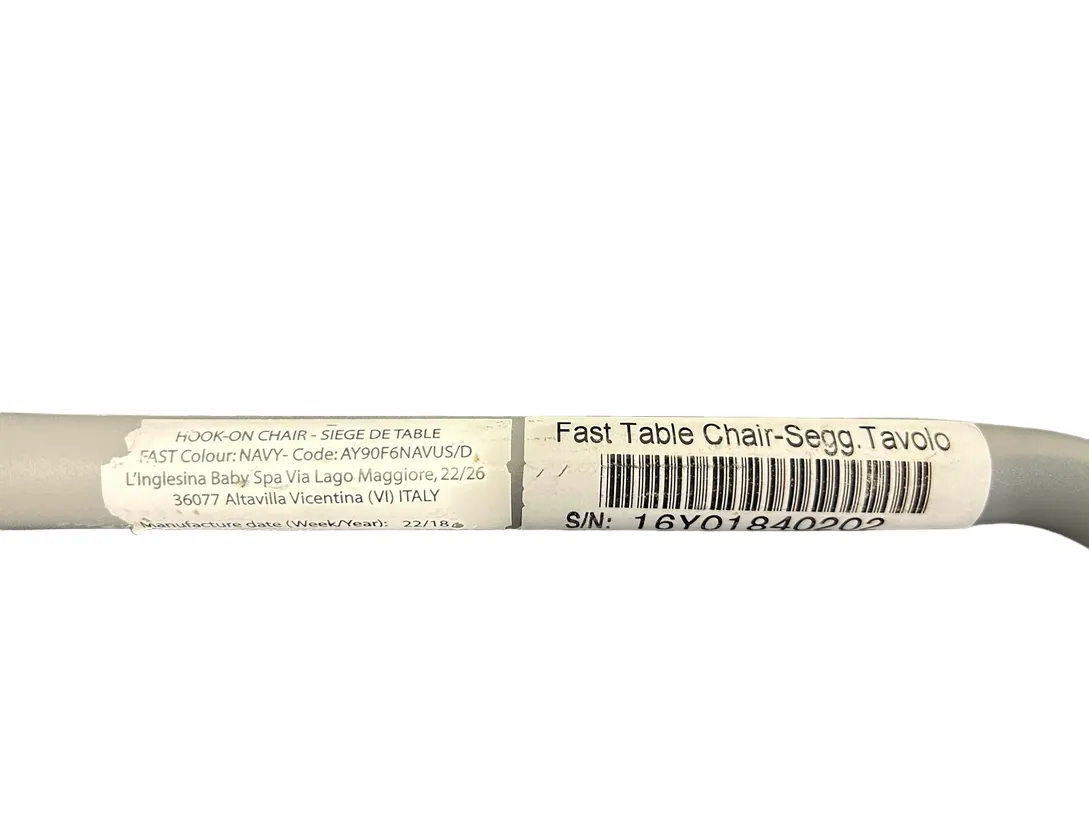 HOOK-ON CHAIR - SIEGE DE TABLE
FAST Colour: NAVY- Code: AY90F6NAVUS/D
L'Inglesina Baby Spa Via Lago Maggiore, 22/26
36077 Altavilla Vicentina (VI) ITALY
Manufacture date (Week/Year): 22/18
Fast Table Chair-Segg.Tavolo
S/N: 16Y01840202